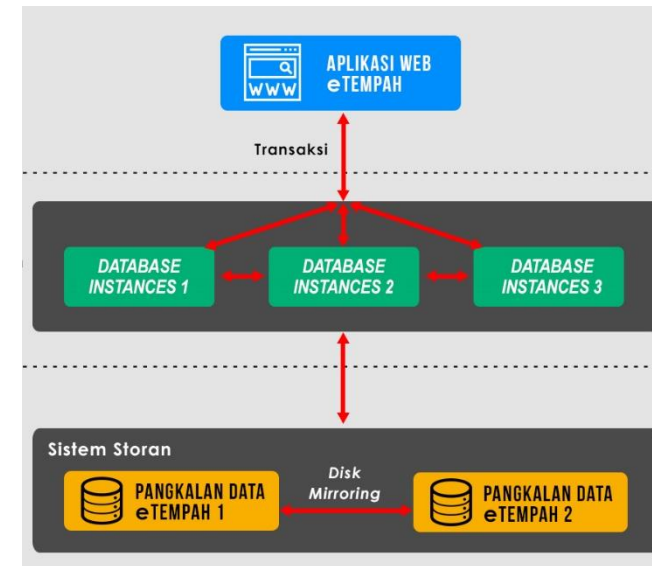 WWW
APLIKASI WEB
eTEMPAH
Transaksi
DATABASE
INSTANCES 1
DATABASE
INSTANCES 2
DATABASE
INSTANCES 3
Sistem Storan
PANGKALAN DATA
eTEMPAH 1
Disk
Mirroring
PANGKALAN DATA
eTEMPAH 2